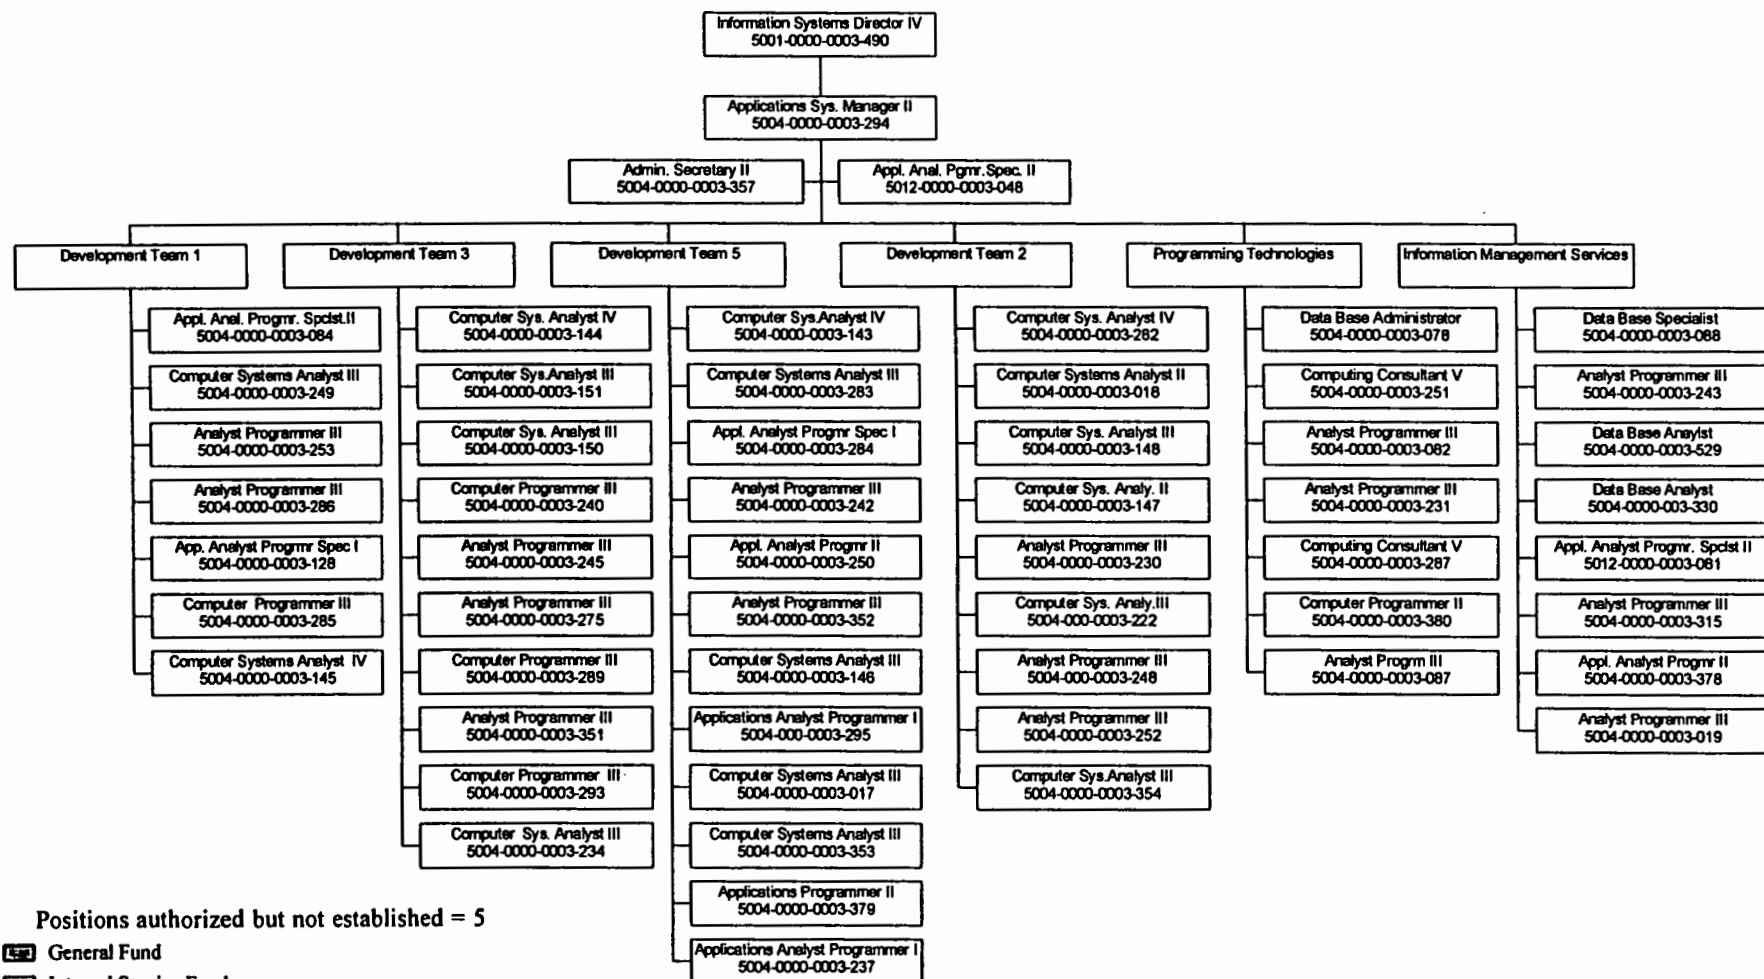 Information Systems Director IV
5001-0000-0003-490
Applications Sys. Manager II
5004-0000-0003-294
Admin. Secretary II
5004-0000-0003-357
Appl. Anal. Pgmr.Spec. II
5012-0000-0003-048
Development Team 1
Appl. Anal. Progmr. Spclst.II
5004-0000-0003-084
Computer Systems Analyst III
5004-0000-0003-249
Analyst Programmer III
5004-0000-0003-253
Analyst Programmer III
5004-0000-0003-286
App. Analyst Progrmr Spec I
5004-0000-0003-128
Computer Programmer III
5004-0000-0003-285
Computer Systems Analyst IV
5004-0000-0003-145
Development Team 3
Computer Sys. Analyst IV
5004-0000-0003-144
Computer Sys.Analyst III
5004-0000-0003-151
Computer Sys. Analyst III
5004-0000-0003-150
Computer Programmer III
5004-0000-0003-240
Analyst Programmer III
5004-0000-0003-245
Analyst Programmer III
5004-0000-0003-275
Computer Programmer III
5004-0000-0003-289
Analyst Programmer III
5004-0000-0003-351
Computer Programmer III
5004-0000-0003-293
Computer Sys. Analyst III
5004-0000-0003-234
Development Team 5
Computer Sys.Analyst IV
5004-0000-0003-143
Computer Systems Analyst III
5004-0000-0003-283
Appl. Analyst Progmr Spec I
5004-0000-0003-284
Analyst Programmer III
5004-0000-0003-242
Appl. Analyst Progmr II
5004-0000-0003-250
Analyst Programmer III
5004-0000-0003-352
Computer Systems Analyst III
5004-0000-0003-146
Applications Analyst Programmer I
5004-000-0003-295
Computer Systems Analyst III
5004-0000-0003-017
Computer Systems Analyst III
5004-0000-0003-353
Applications Programmer II
5004-0000-0003-379
Applications Analyst Programmer I
5004-0000-0003-237
Development Team 2
Computer Sys. Analyst IV
5004-0000-0003-282
Computer Systems Analyst II
5004-0000-0003-018
Computer Sys. Analyst III
5004-0000-0003-148
Computer Sys. Analy. II
5004-0000-0003-147
Analyst Programmer III
5004-0000-0003-230
Computer Sys. Analy.III
5004-000-0003-222
Analyst Programmer III
5004-000-0003-248
Analyst Programmer III
5004-0000-0003-252
Computer Sys.Analyst III
5004-0000-0003-354
Programming Technologies
Data Base Administrator
5004-0000-0003-078
Computing Consultant V
5004-0000-0003-251
Analyst Programmer III
5004-0000-0003-082
Analyst Programmer III
5004-0000-0003-231
Computing Consultant V
5004-0000-0003-287
Computer Programmer II
5004-0000-0003-380
Analyst Progrm III
5004-0000-0003-087
Information Management Services
Data Base Specialist
5004-0000-0003-088
Analyst Programmer III
5004-0000-0003-243
Data Base Anaylst
5004-0000-0003-529
Data Base Analyst
5004-0000-003-330
Appl. Analyst Progmr. Spclst II
5012-0000-0003-081
Analyst Programmer III
5004-0000-0003-315
Appl. Analyst Progmr II
5004-0000-0003-378
Analyst Programmer III
5004-0000-0003-019
Positions authorized but not established = 5
General Fund